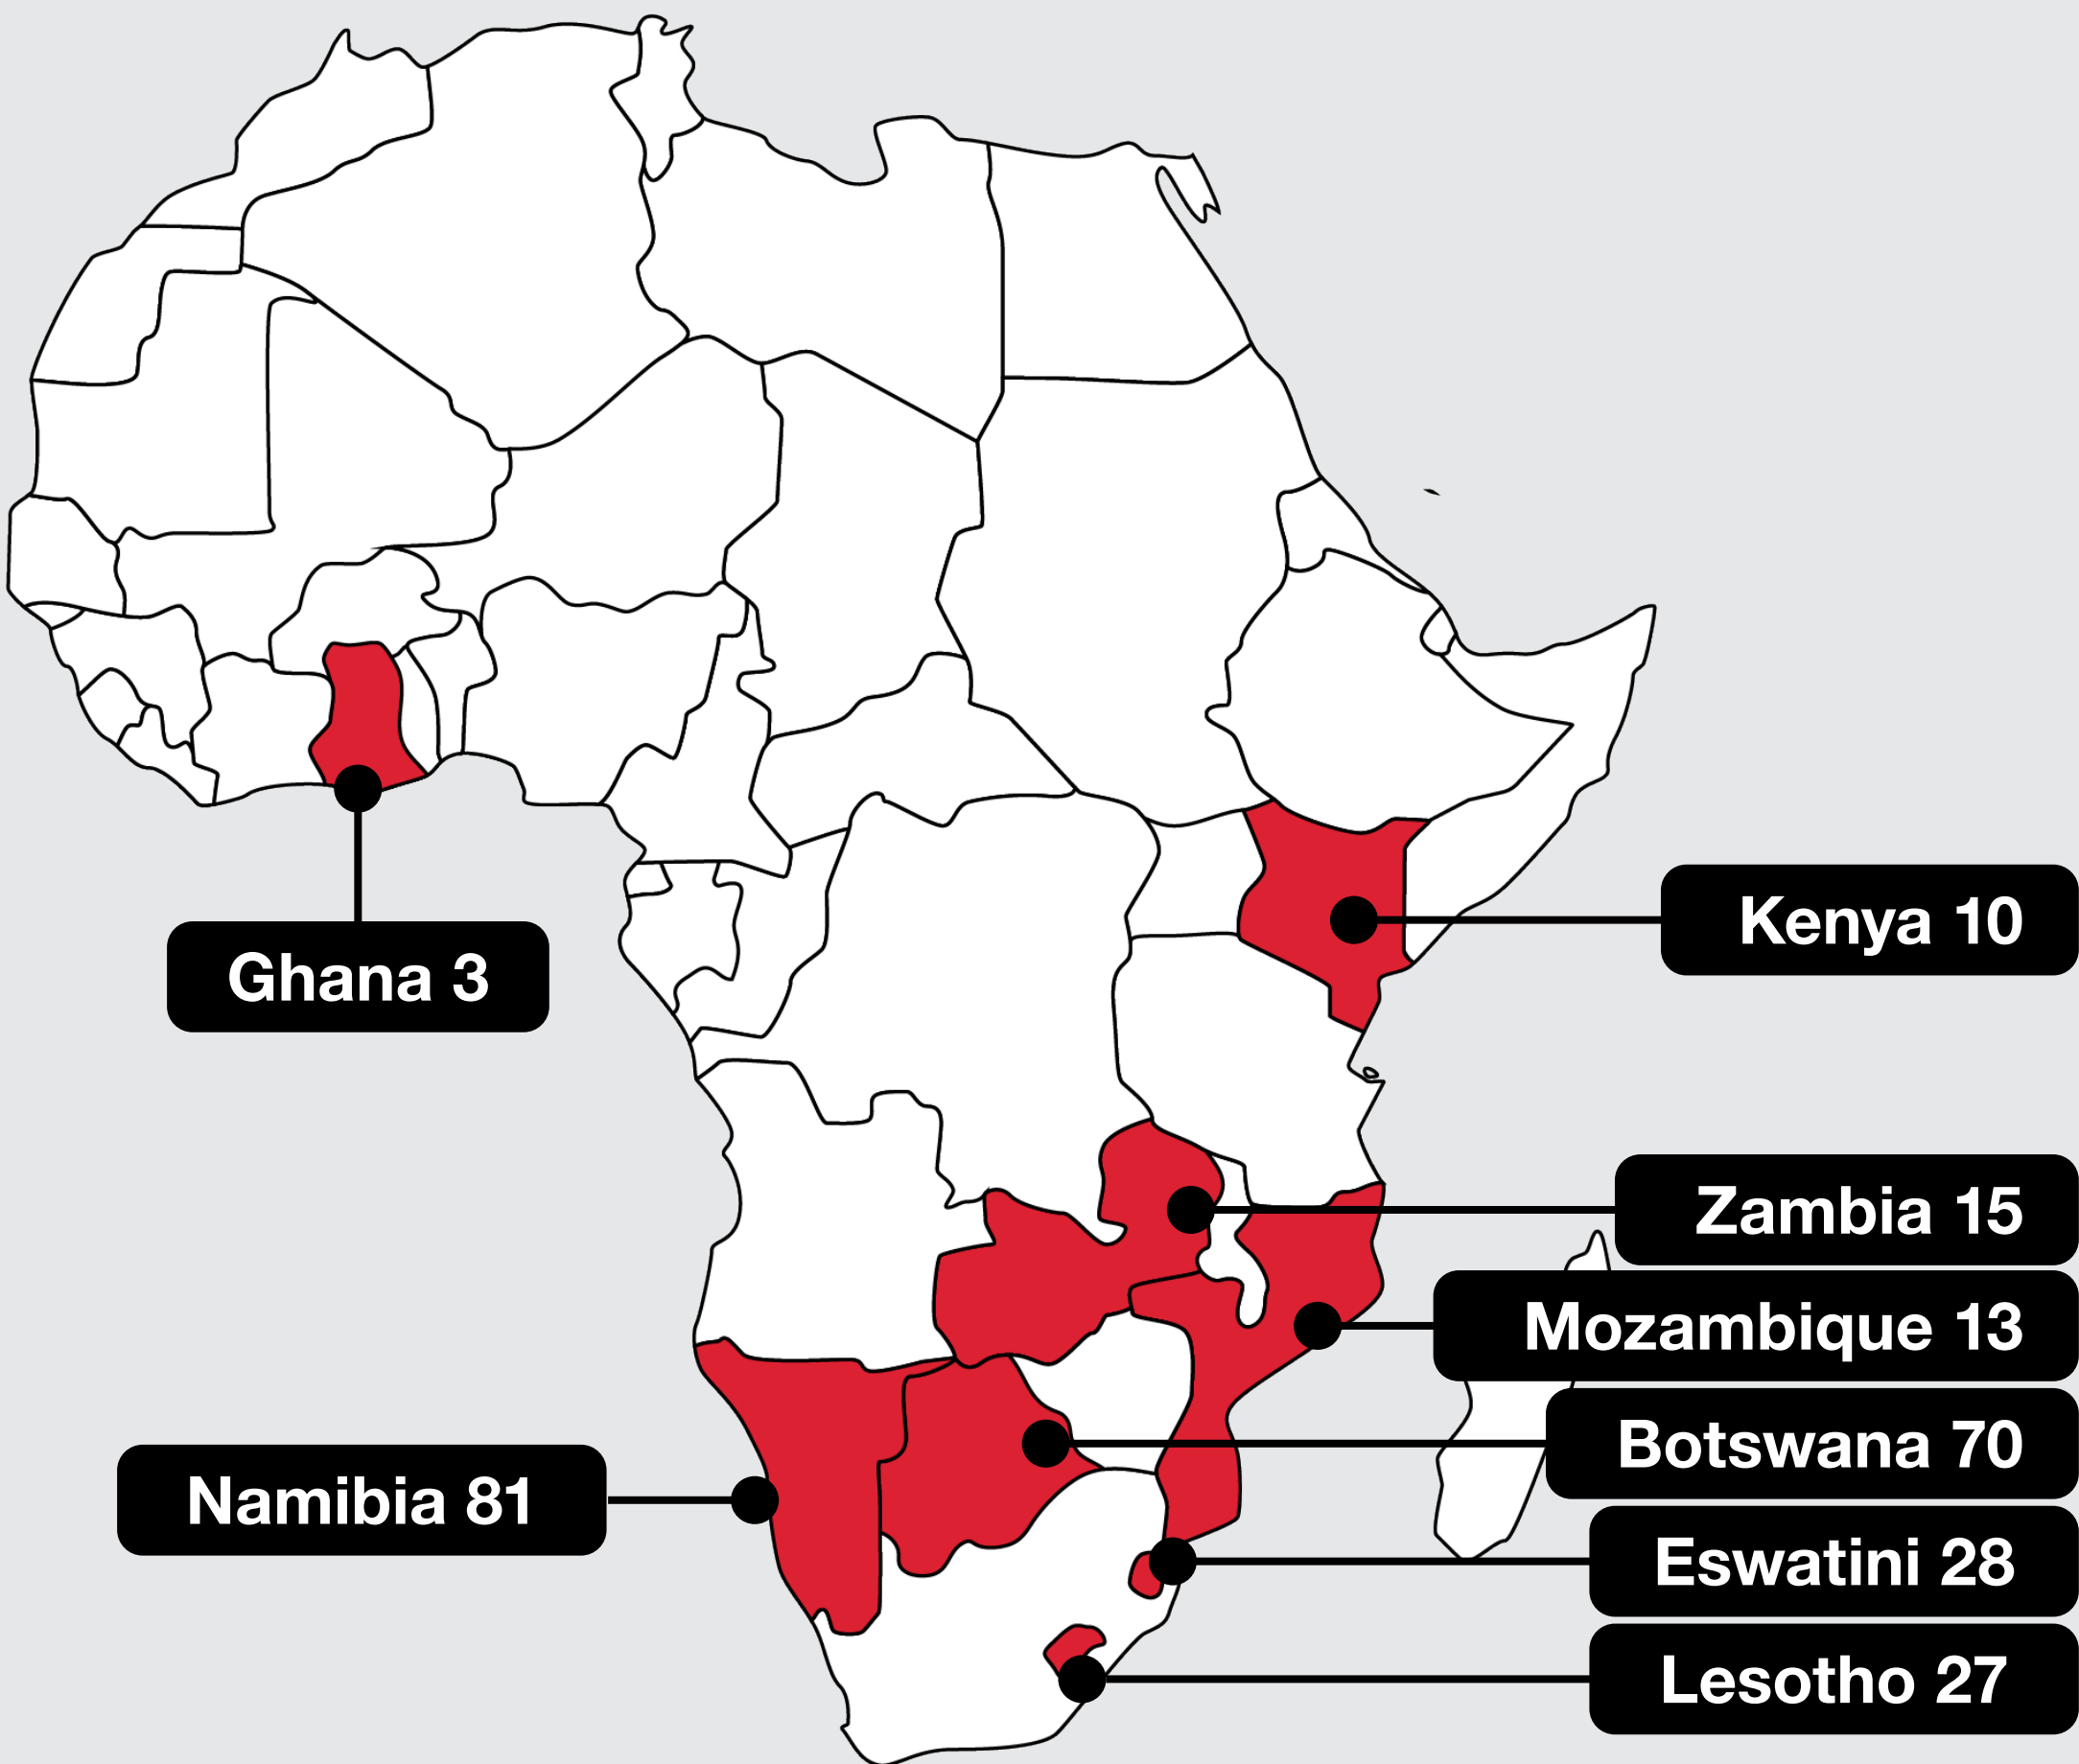 Kenya 10
Ghana 3
Zambia 15
Mozambique 13
Botswana 70
Namibia 81
Eswatini 28
Lesotho 27